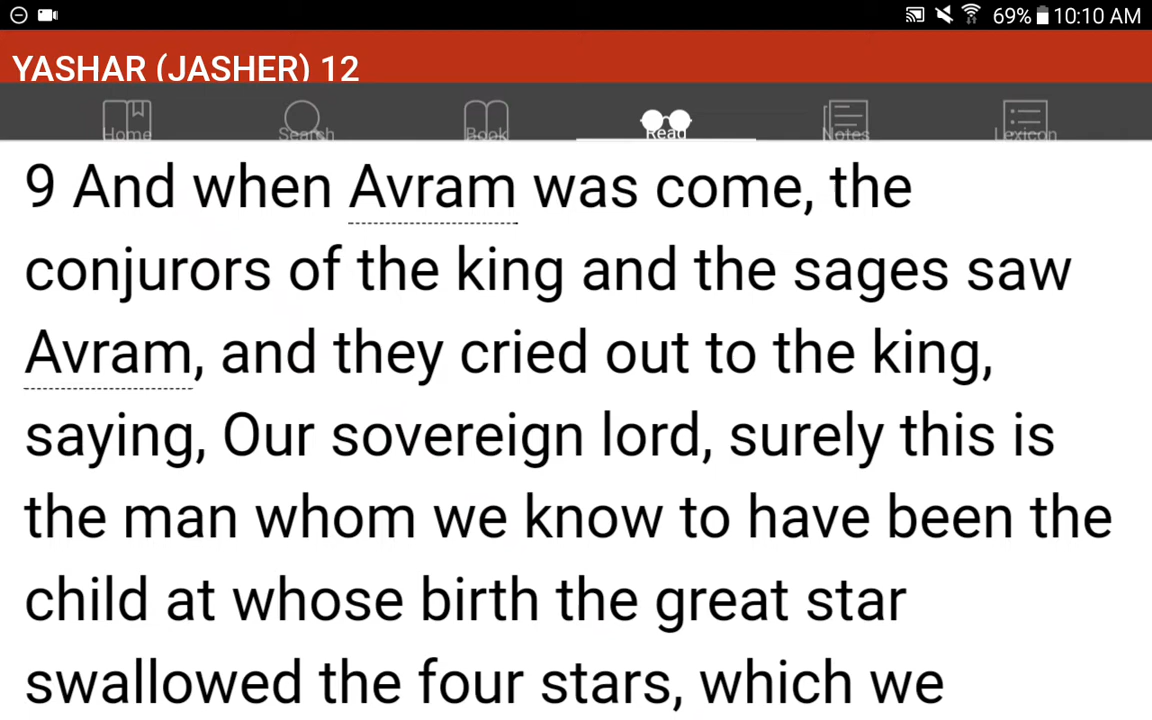 69% 10:10 AM
YASHAR (JASHER) 12
Home Search Book Read Notes Lexicon
9 And when Avram was come, the
conjurors of the king and the sages saw
Avram, and they cried out to the king,
saying, Our sovereign lord, surely this is
the man whom we know to have been the
child at whose birth the great star
swallowed the four stars, which we